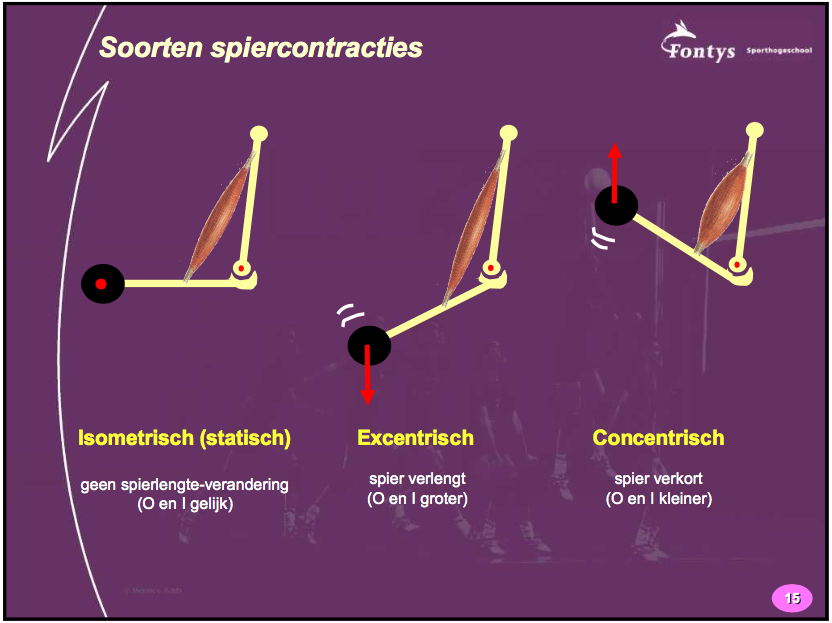 Soorten spiercontracties
Fontys Sporthogeschool
Isometrisch (statisch)
geen spierlengte-verandering
(O en I gelijk)
Excentrisch
spier verlengt
(O en I groter)
Concentrisch
spier verkort
(O en I kleiner)
15